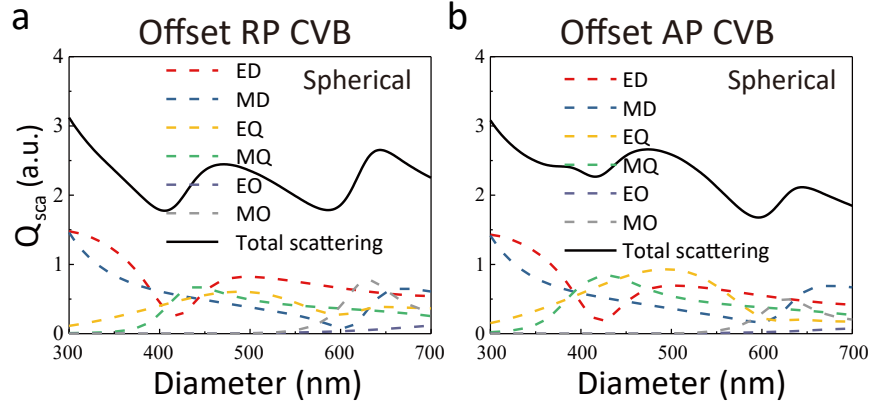 a
Offset RP CVB
4
3
2
1
0
Q_sca (a.u.)
ED
MD
EQ
MQ
EO
MO
Total scattering
Spherical
300
400
500
600
700
Diameter (nm)
b
Offset AP CVB
4
3
2
1
0
ED
MD
EQ
MQ
EO
MO
Total scattering
Spherical
300
400
500
600
700
Diameter (nm)